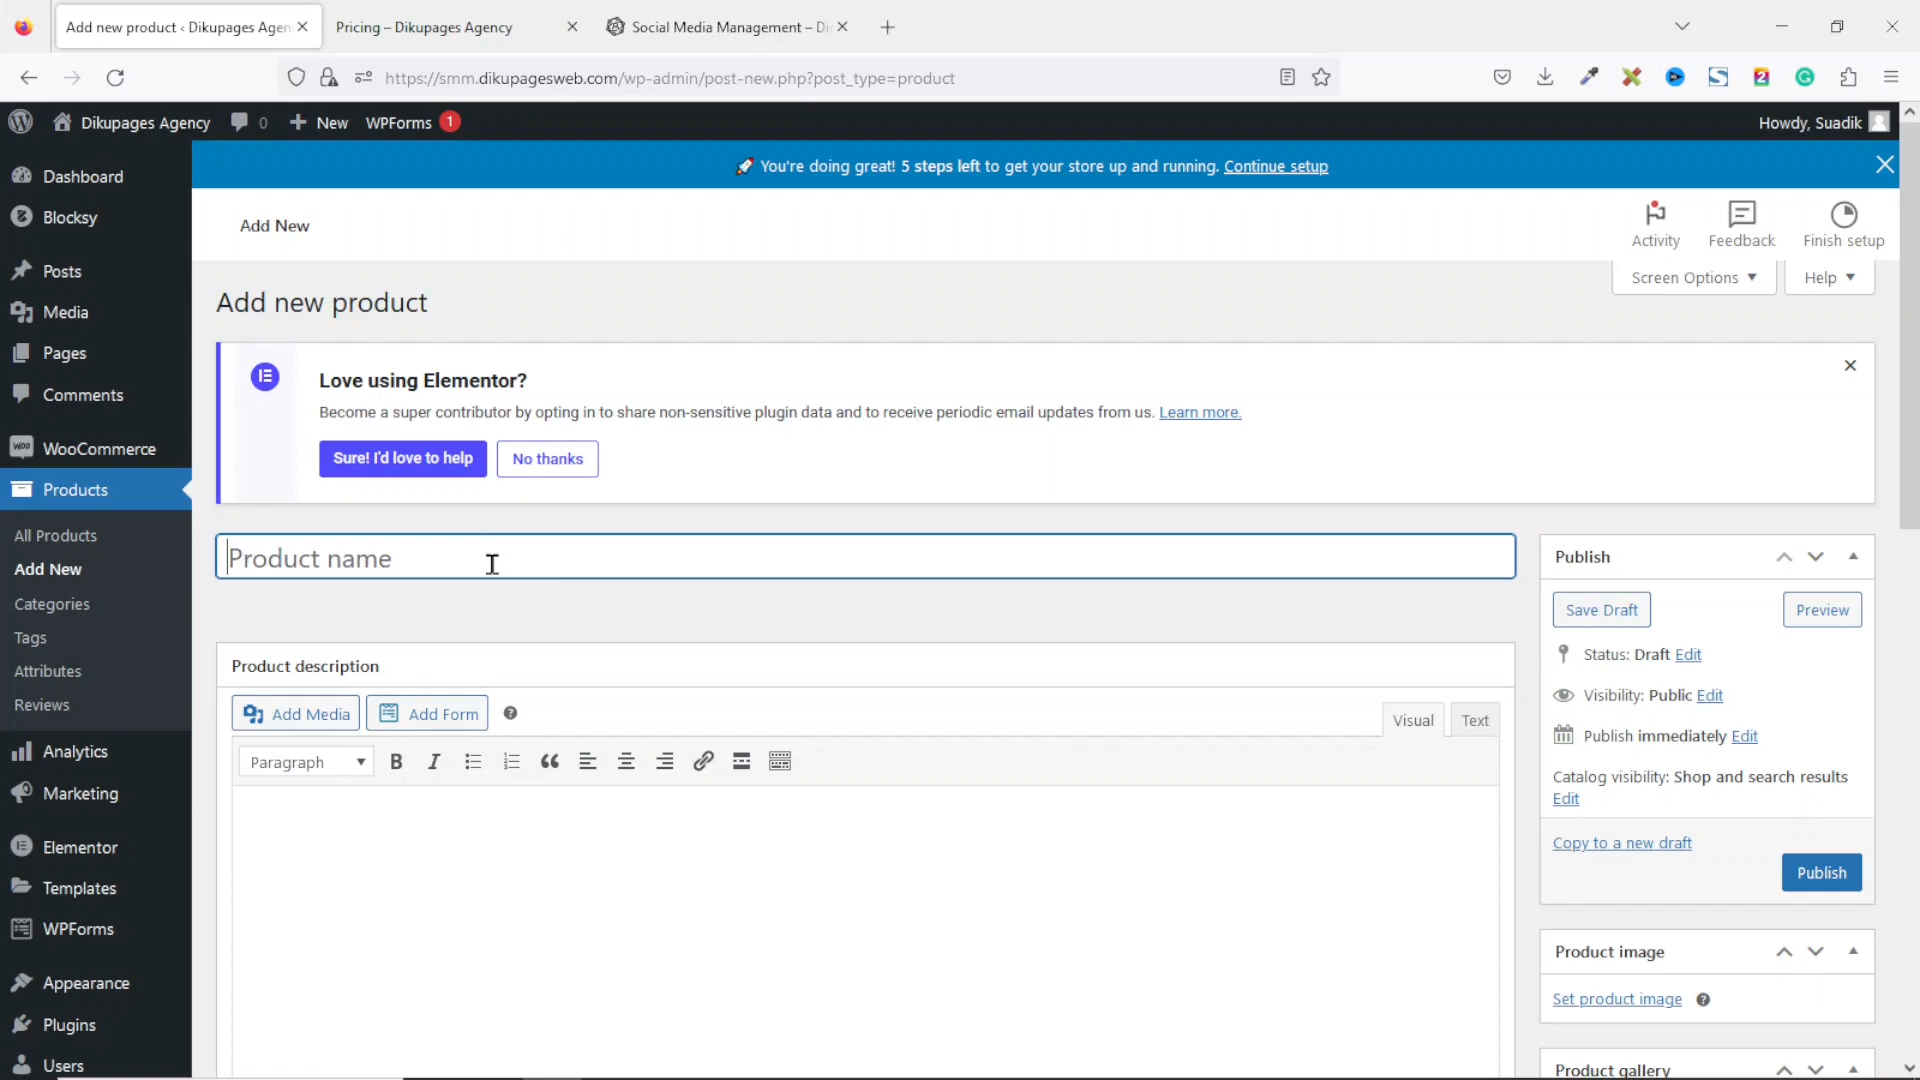 Add new product ‹ Dikupages Agen
Pricing – Dikupages Agency
Social Media Management – Di
https://smm.dikupagesweb.com/wp-admin/post-new.php?post_type=product
Dikupages Agency
0
New
WPForms
1
Howdy, Suadik
Dashboard
Blocksy
Posts
Media
Pages
Comments
WooCommerce
Products
All Products
Add New
Categories
Tags
Attributes
Reviews
Analytics
Marketing
Elementor
Templates
WPForms
Appearance
Plugins
Users
🚀 You're doing great! 5 steps left to get your store up and running. Continue setup
Add New
Activity
Feedback
Finish setup
Screen Options
Help
Add new product
Love using Elementor?
Become a super contributor by opting in to share non-sensitive plugin data and to receive periodic email updates from us. Learn more.
Sure! I'd love to help
No thanks
Product name
Product description
Add Media
Add Form
Visual
Text
Paragraph
B
I
Publish
Save Draft
Preview
Status: Draft Edit
Visibility: Public Edit
Publish immediately Edit
Catalog visibility: Shop and search results
Edit
Copy to a new draft
Publish
Product image
Set product image
Product gallery